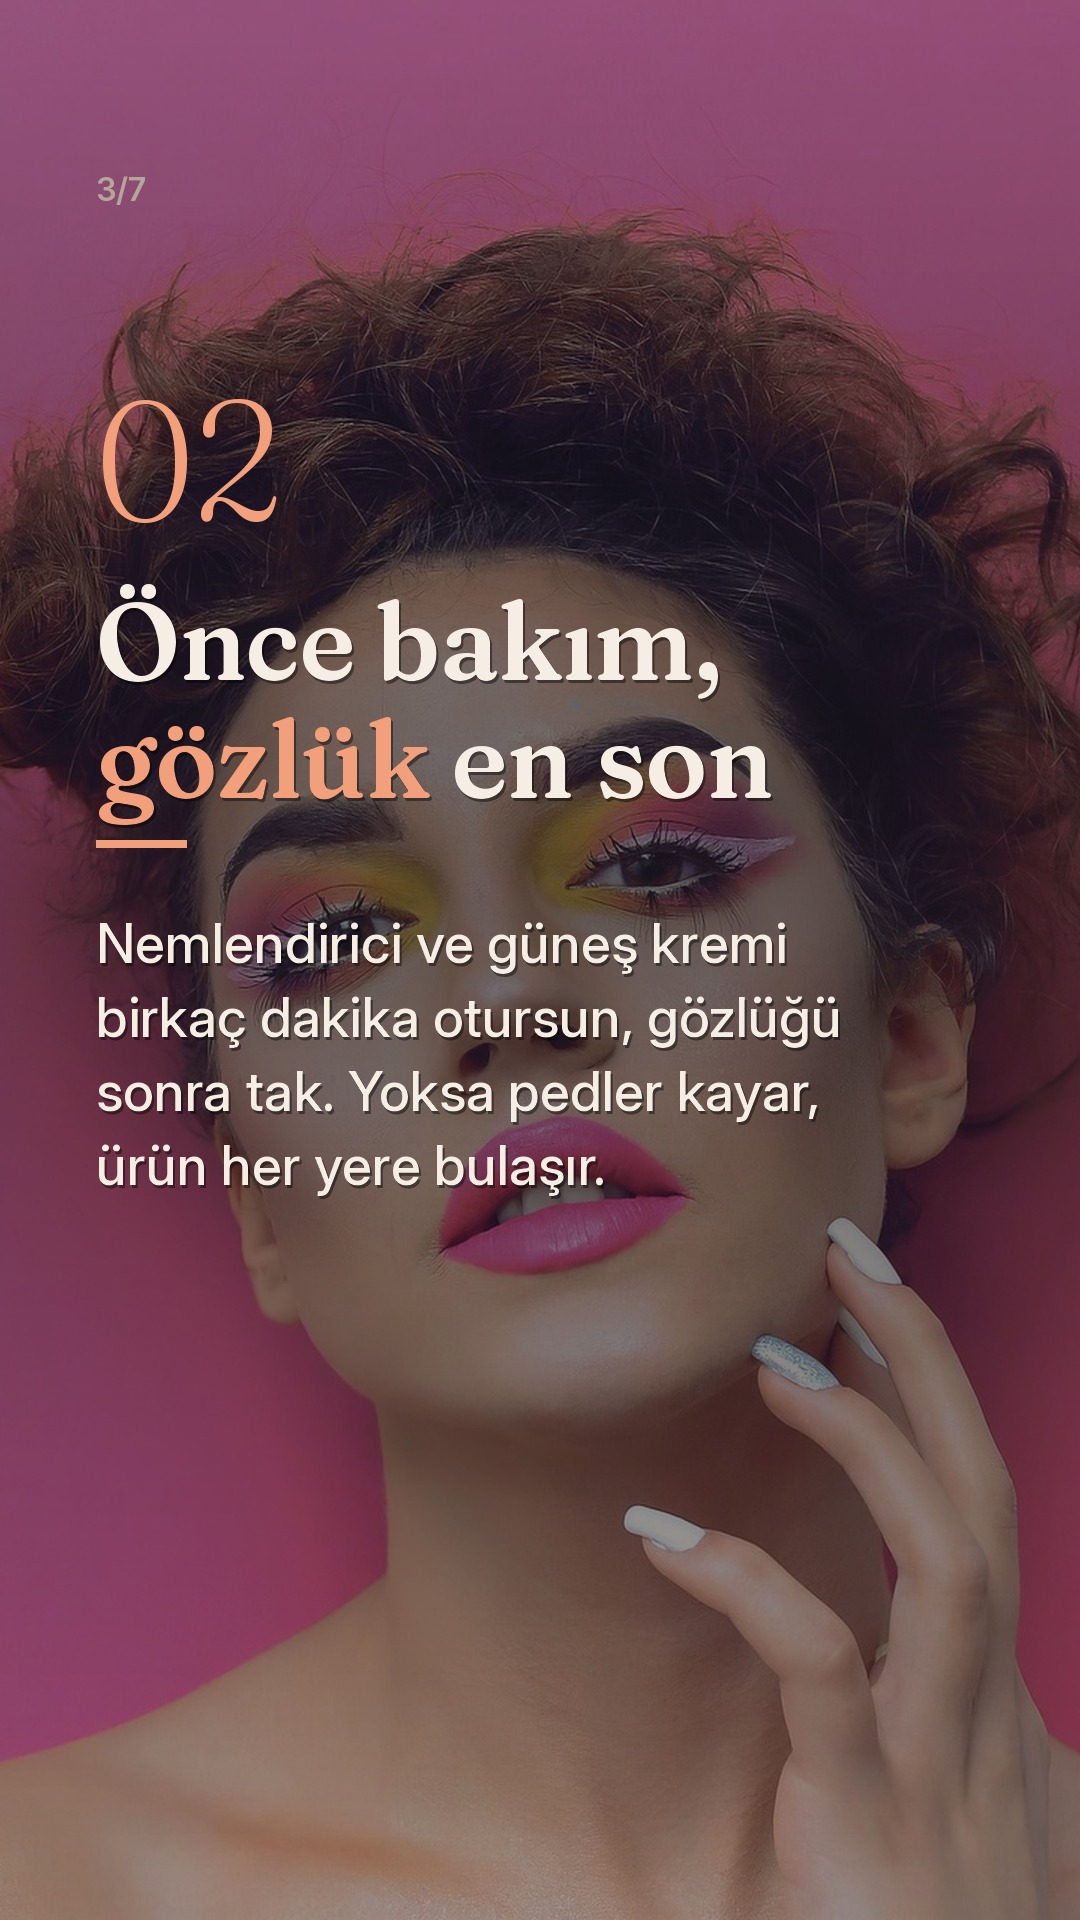 3/7
02
Önce bakım,
gözlük en son
Nemlendirici ve güneş kremi
birkaç dakika otursun, gözlüğü
sonra tak. Yoksa pedler kayar,
ürün her yere bulaşır.